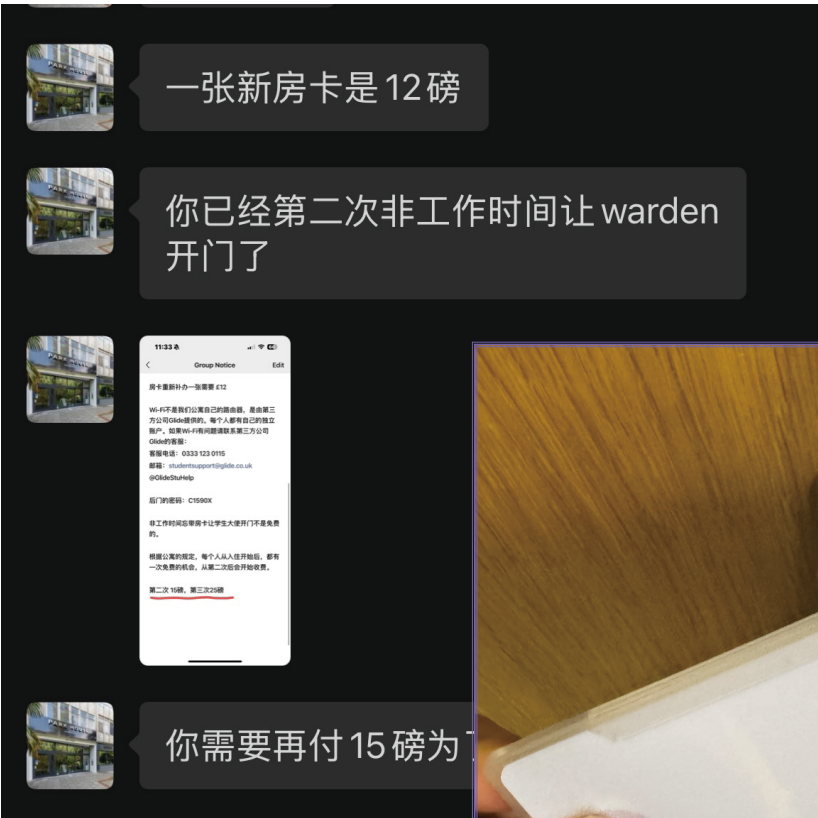 一张新房卡是12磅
你已经第二次非工作时间让warden
开门了
11:33
Group Notice
Edit
房卡重新补办一张需要 £12
Wi-Fi不是我们公寓自己的路由器，是由第三
方公司Glide提供的，每个人都有自己的独立
账户。如果Wi-Fi有问题请联系第三方公司
Glide的客服：
客服电话：0333 123 0115
邮箱：studentsupport@glide.co.uk
@GlideStuHelp
后门的密码：C1590X
非工作时间忘带房卡让学生大使开门不是免费
的。
根据公寓的规定，每个人从入住开始后，都有
一次免费的机会，从第二次后会开始收费。
第二次 15磅，第三次25磅
你需要再付15磅为